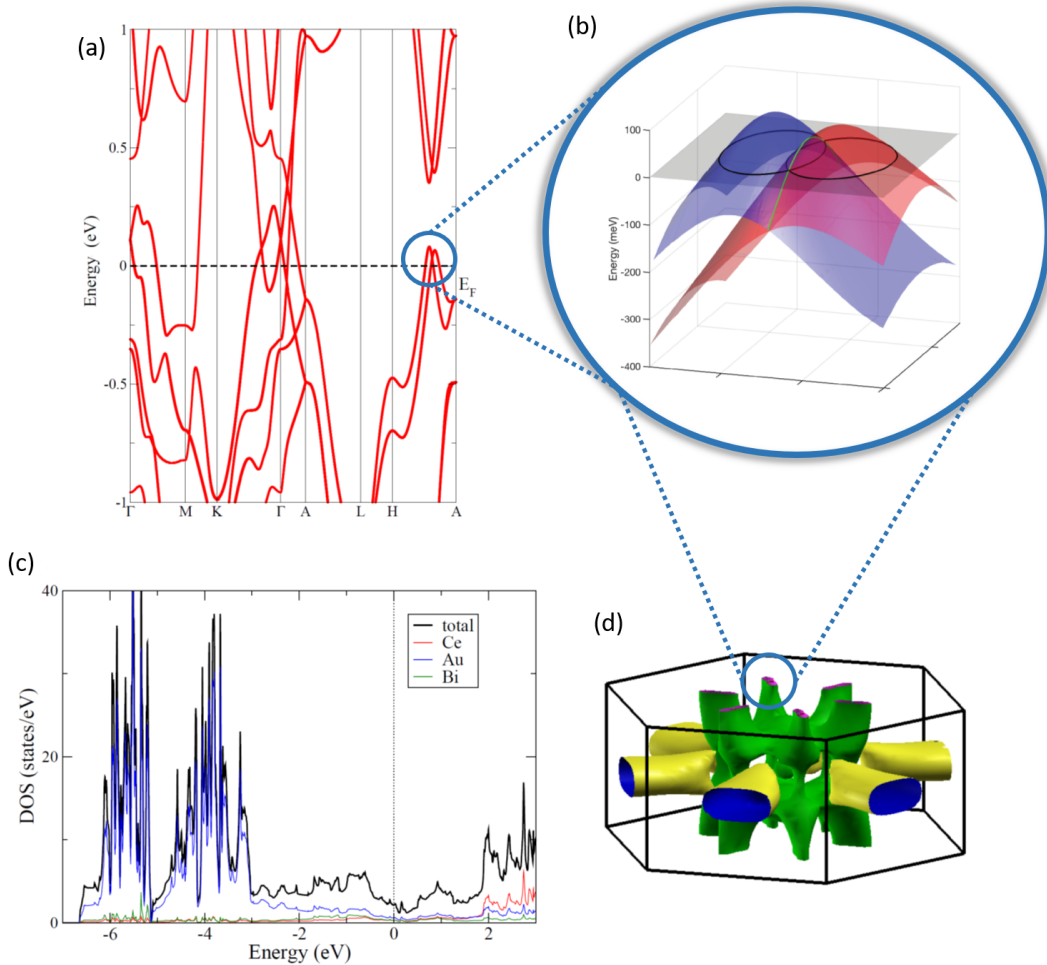 (a)
1
0.5
0
-0.5
-1
Energy (eV)
E_F
Γ M K Γ A L H A
(b)
100
0
-100
-200
-300
-400
Energy (meV)
(c)
40
20
0
DOS (states/eV)
total
Ce
Au
Bi
-6 -4 -2 0 2
Energy (eV)
(d)